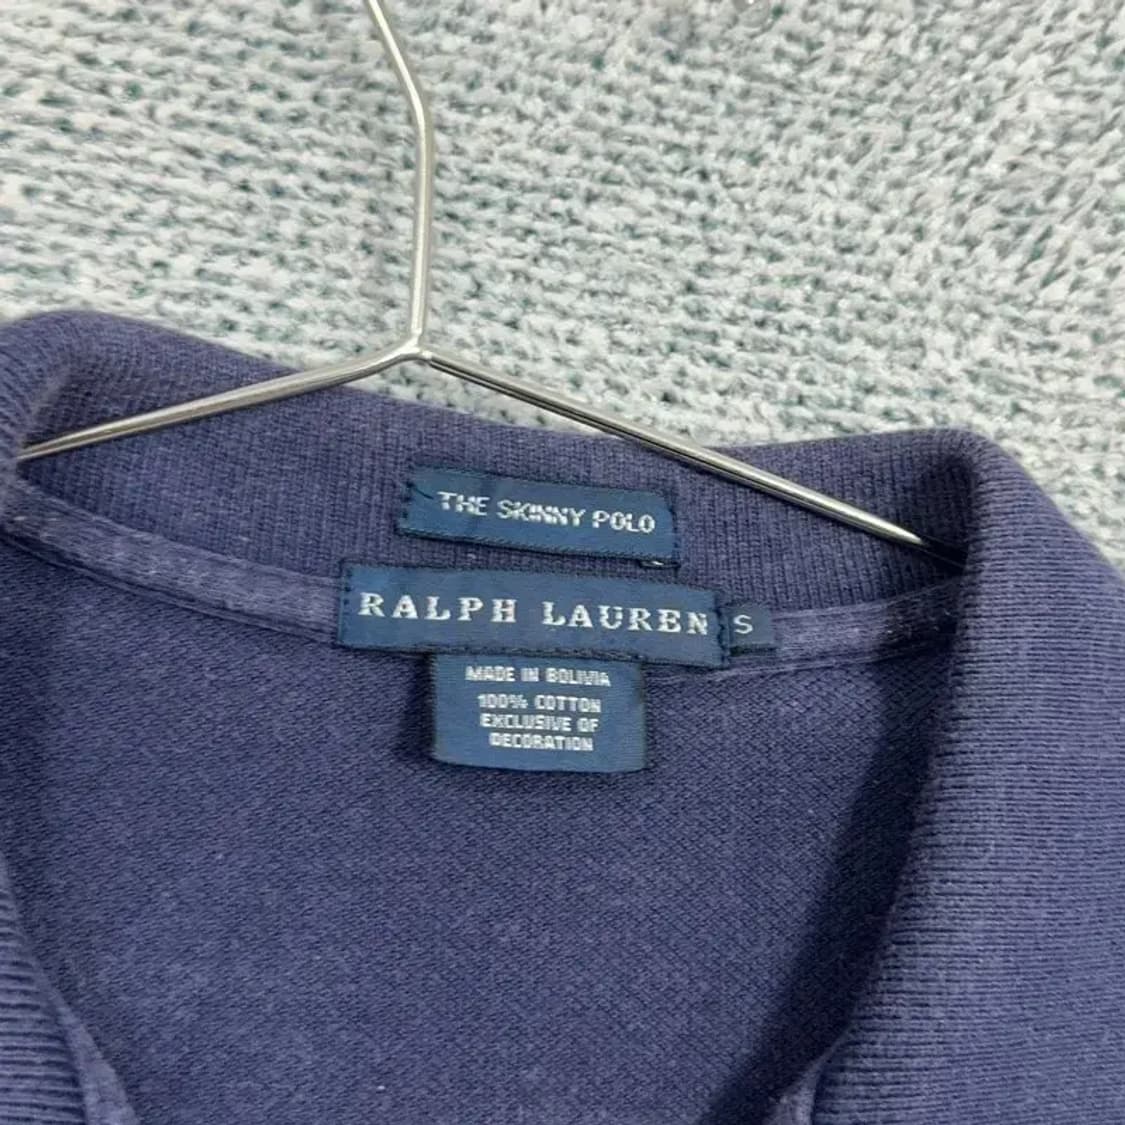 THE SKINNY POLO
RALPH LAUREN S
MADE IN BOLIVIA
100% COTTON
EXCLUSIVE OF
DECORATION